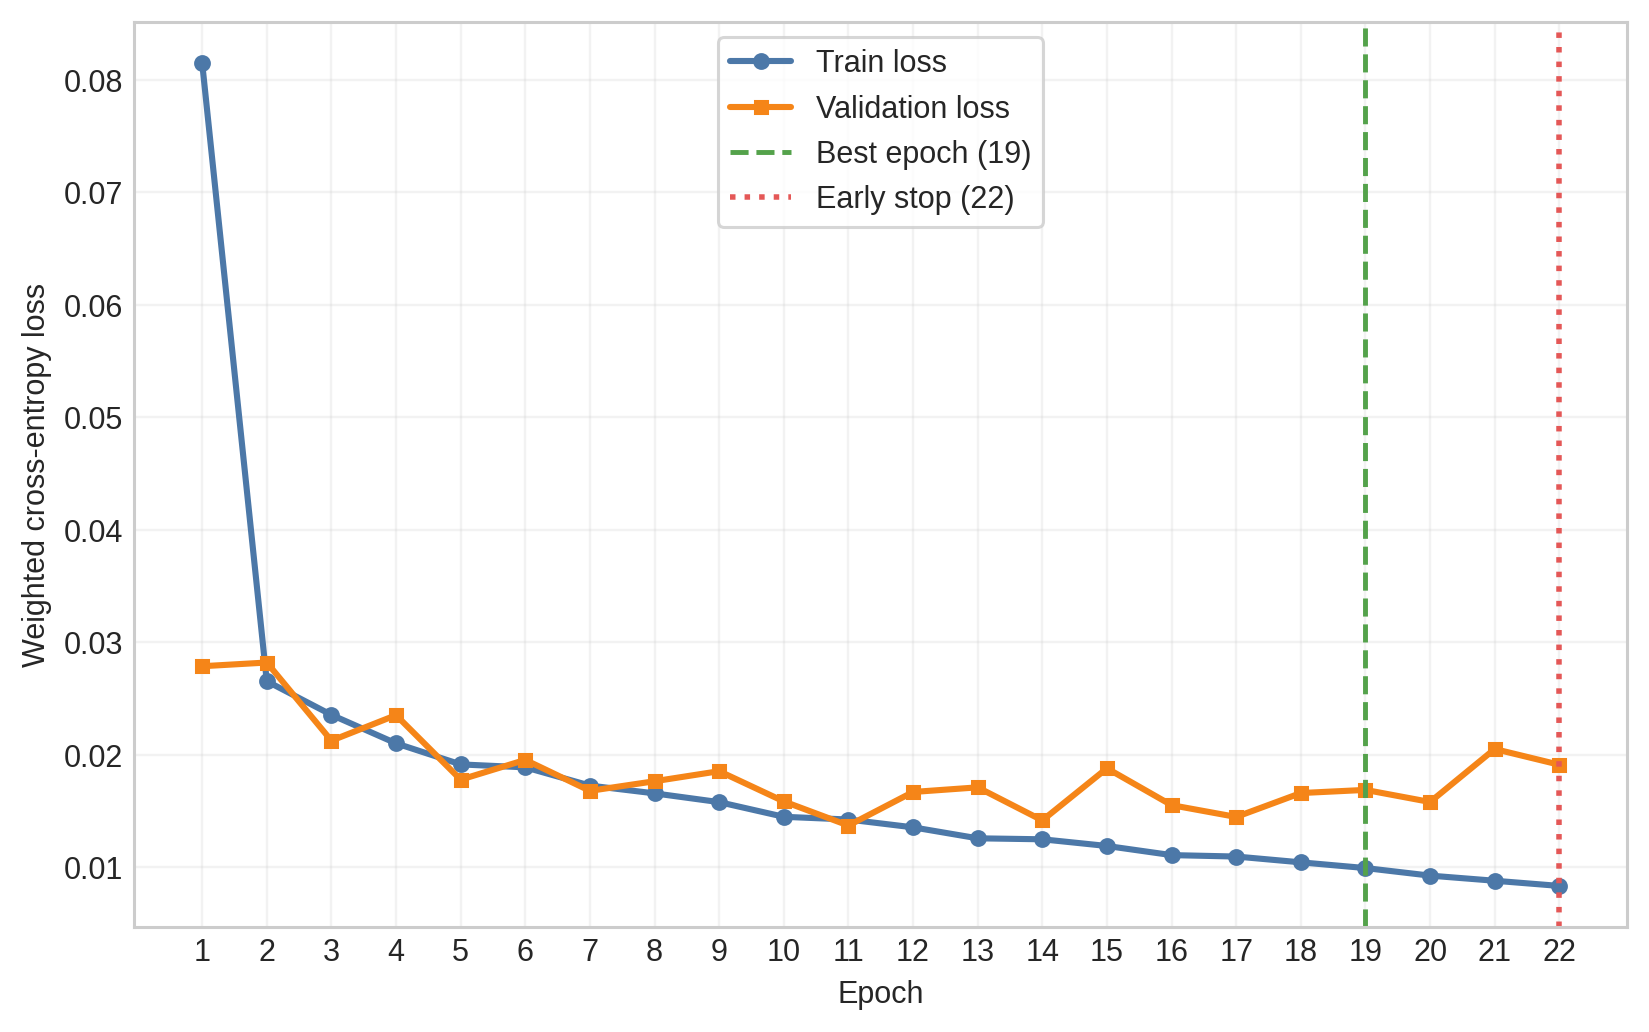 Train loss
Validation loss
Best epoch (19)
Early stop (22)
Weighted cross-entropy loss
0.08
0.07
0.06
0.05
0.04
0.03
0.02
0.01
1 2 3 4 5 6 7 8 9 10 11 12 13 14 15 16 17 18 19 20 21 22
Epoch